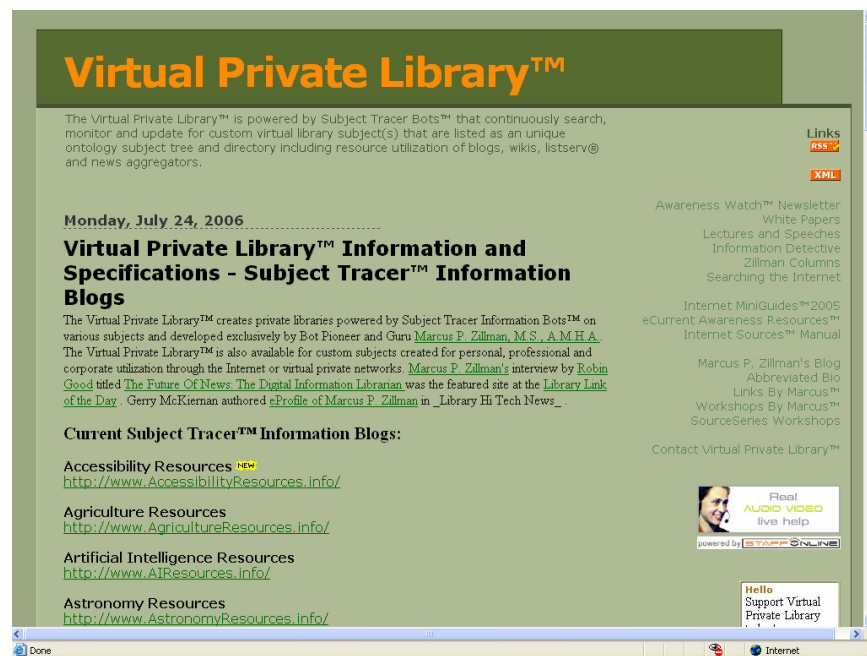 Virtual Private Library™
The Virtual Private Library™ is powered by Subject Tracer Bots™ that continuously search,
monitor and update for custom virtual library subject(s) that are listed as an unique
ontology subject tree and directory including resource utilization of blogs, wikis, listserv®
and news aggregators.
Monday, July 24, 2006
Virtual Private Library™ Information and
Specifications - Subject Tracer™ Information
Blogs
The Virtual Private Library™ creates private libraries powered by Subject Tracer Information Bots™ on
various subjects and developed exclusively by Bot Pioneer and Guru Marcus P. Zillman, M.S., A.M.H.A.
The Virtual Private Library™ is also available for custom subjects created for personal, professional and
corporate utilization through the Internet or virtual private networks. Marcus P. Zillman's interview by Robin
Good titled The Future Of News: The Digital Information Librarian was the featured site at the Library Link
of the Day . Gerry McKiernan authored eProfile of Marcus P. Zillman in _Library Hi Tech News_ .
Current Subject Tracer™ Information Blogs:
Accessibility Resources NEW
http://www.AccessibilityResources.info/
Agriculture Resources
http://www.AgricultureResources.info/
Artificial Intelligence Resources
http://www.AIResources.info/
Astronomy Resources
http://www.AstronomyResources.info/
Links
RSS
XML
Awareness Watch™ Newsletter
White Papers
Lectures and Speeches
Information Detective
Zillman Columns
Searching the Internet
Internet MiniGuides™2005
eCurrent Awareness Resources™
Internet Sources™ Manual
Marcus P. Zillman's Blog
Abbreviated Bio
Links By Marcus™
Workshops By Marcus™
SourceSeries Workshops
Contact Virtual Private Library™
Real
AUDIO VIDEO
live help
powered by STAFF ONLINE
Hello
Support Virtual
Private Library
Done
Internet